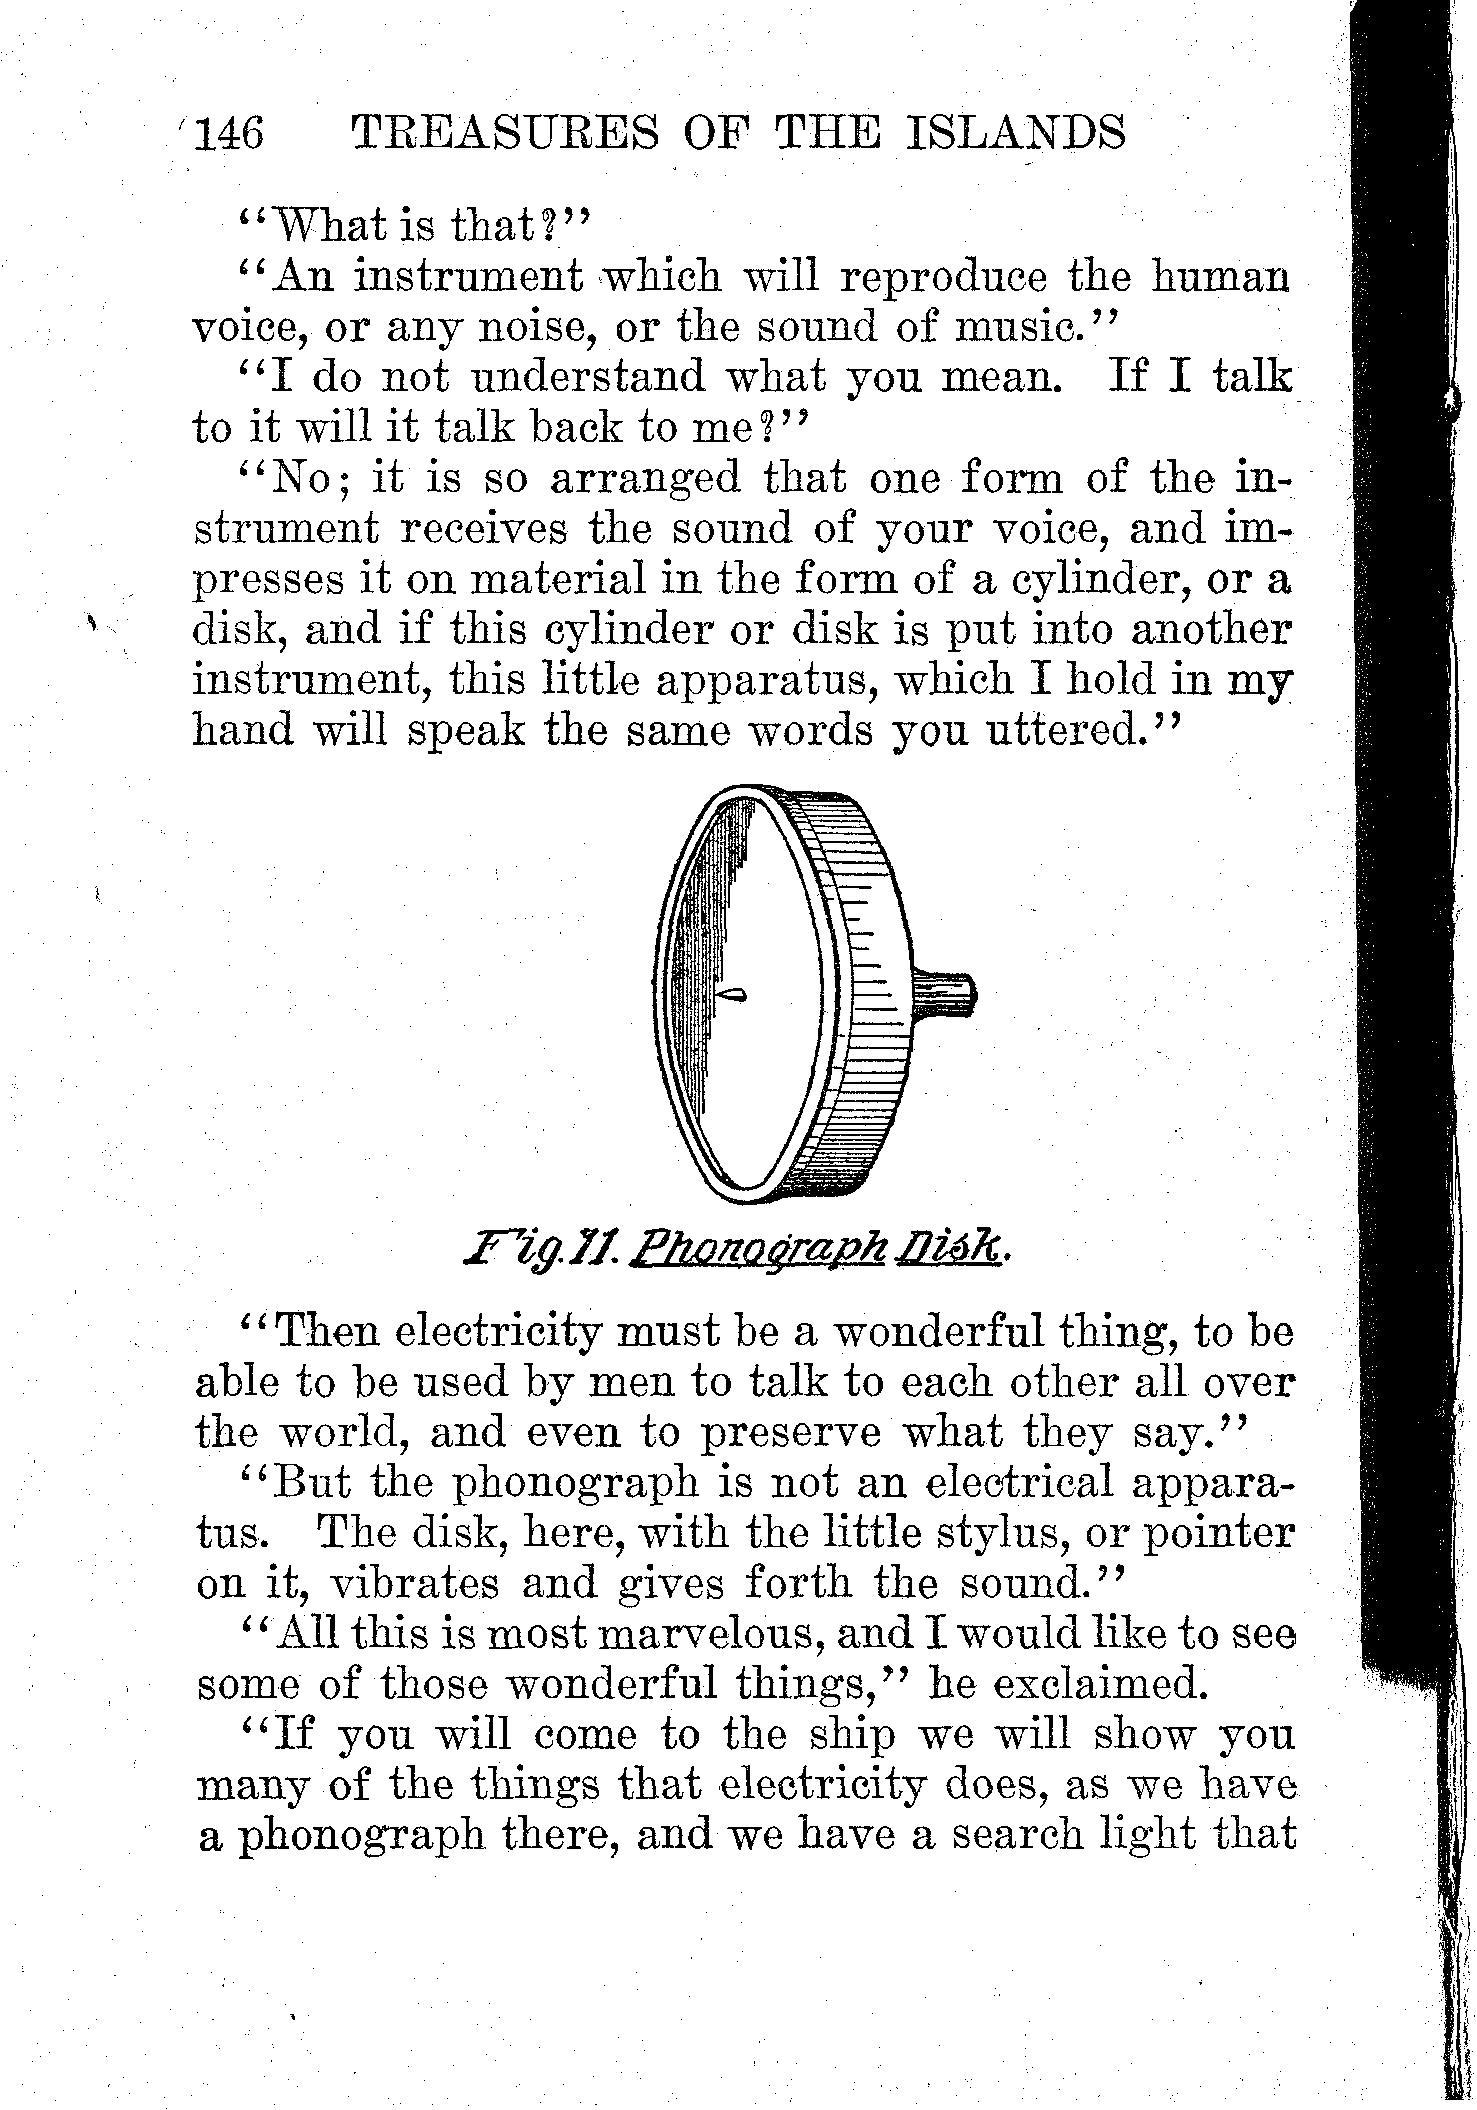 146 TREASURES OF THE ISLANDS
"What is that?"
"An instrument which will reproduce the human
voice, or any noise, or the sound of music."
"I do not understand what you mean. If I talk
to it will it talk back to me?"
"No; it is so arranged that one form of the in-
strument receives the sound of your voice, and im-
presses it on material in the form of a cylinder, or a
disk, and if this cylinder or disk is put into another
instrument, this little apparatus, which I hold in my
hand will speak the same words you uttered."
Fig. 11. Phonograph Disk.
"Then electricity must be a wonderful thing, to be
able to be used by men to talk to each other all over
the world, and even to preserve what they say."
"But the phonograph is not an electrical appara-
tus. The disk, here, with the little stylus, or pointer
on it, vibrates and gives forth the sound."
"All this is most marvelous, and I would like to see
some of those wonderful things," he exclaimed.
"If you will come to the ship we will show you
many of the things that electricity does, as we have
a phonograph there, and we have a search light that